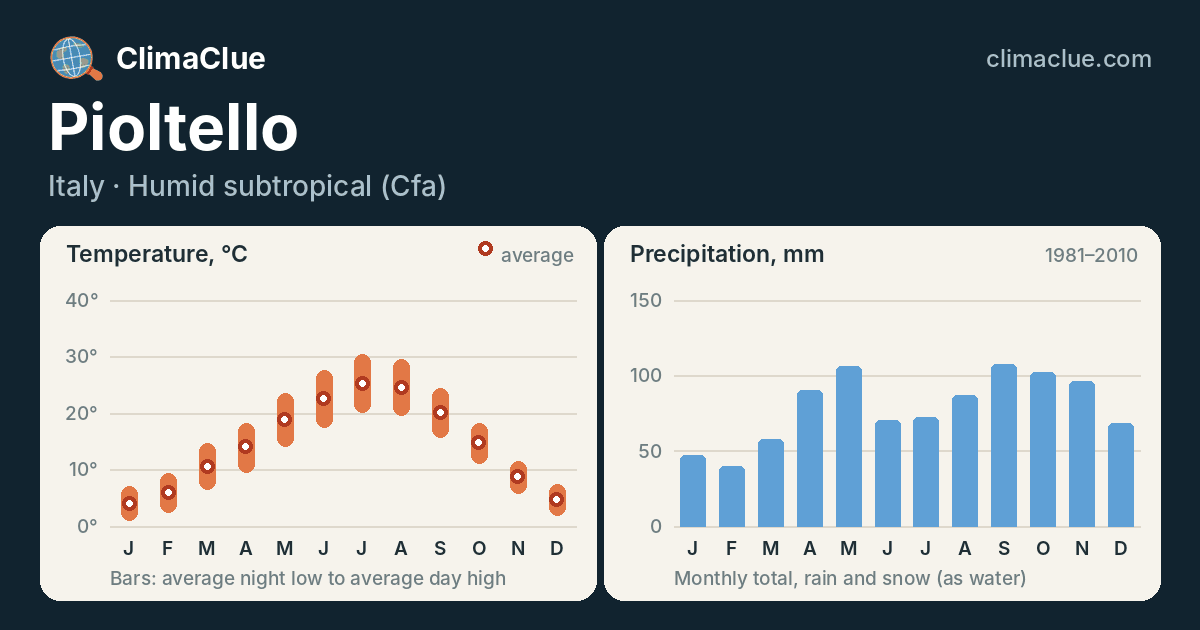 ClimaClue
climaclue.com
Pioltello
Italy · Humid subtropical (Cfa)
Temperature, °C
average
40°
30°
20°
10°
0°
J F M A M J J A S O N D
Bars: average night low to average day high
Precipitation, mm
1981–2010
150
100
50
0
J F M A M J J A S O N D
Monthly total, rain and snow (as water)